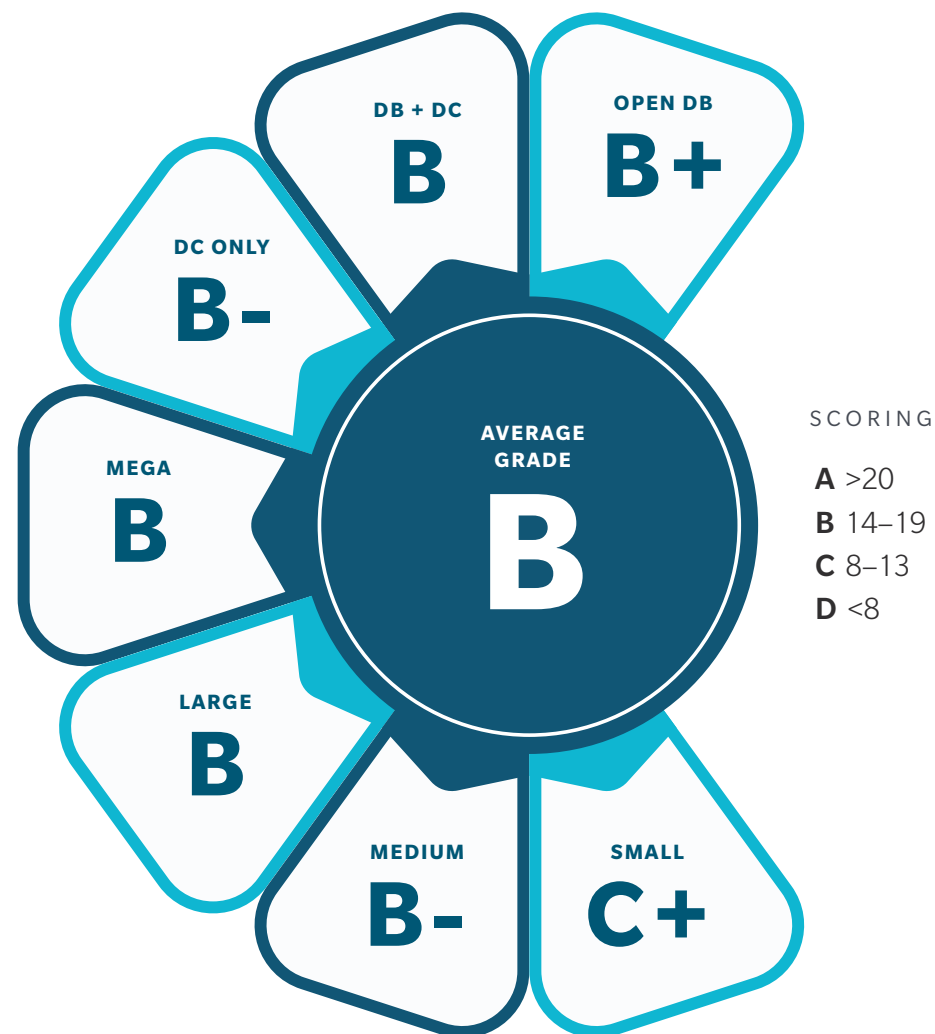 DB + DC
B
OPEN DB
B+
DC ONLY
B-
MEGA
B
LARGE
B
MEDIUM
B-
SMALL
C+
AVERAGE
GRADE
B
SCORING
A >20
B 14–19
C 8–13
D <8